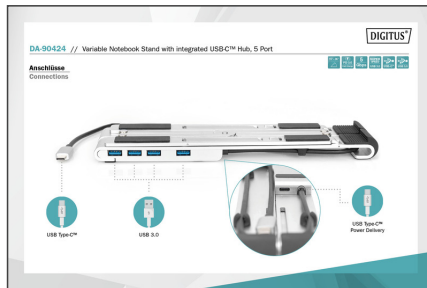 DIGITUS®
DA-90424 // Variable Notebook Stand with integrated USB-C™ Hub, 5 Port
Anschlüsse
Connections
USB Type-C™
USB 3.0
USB Type-C™
Power Delivery